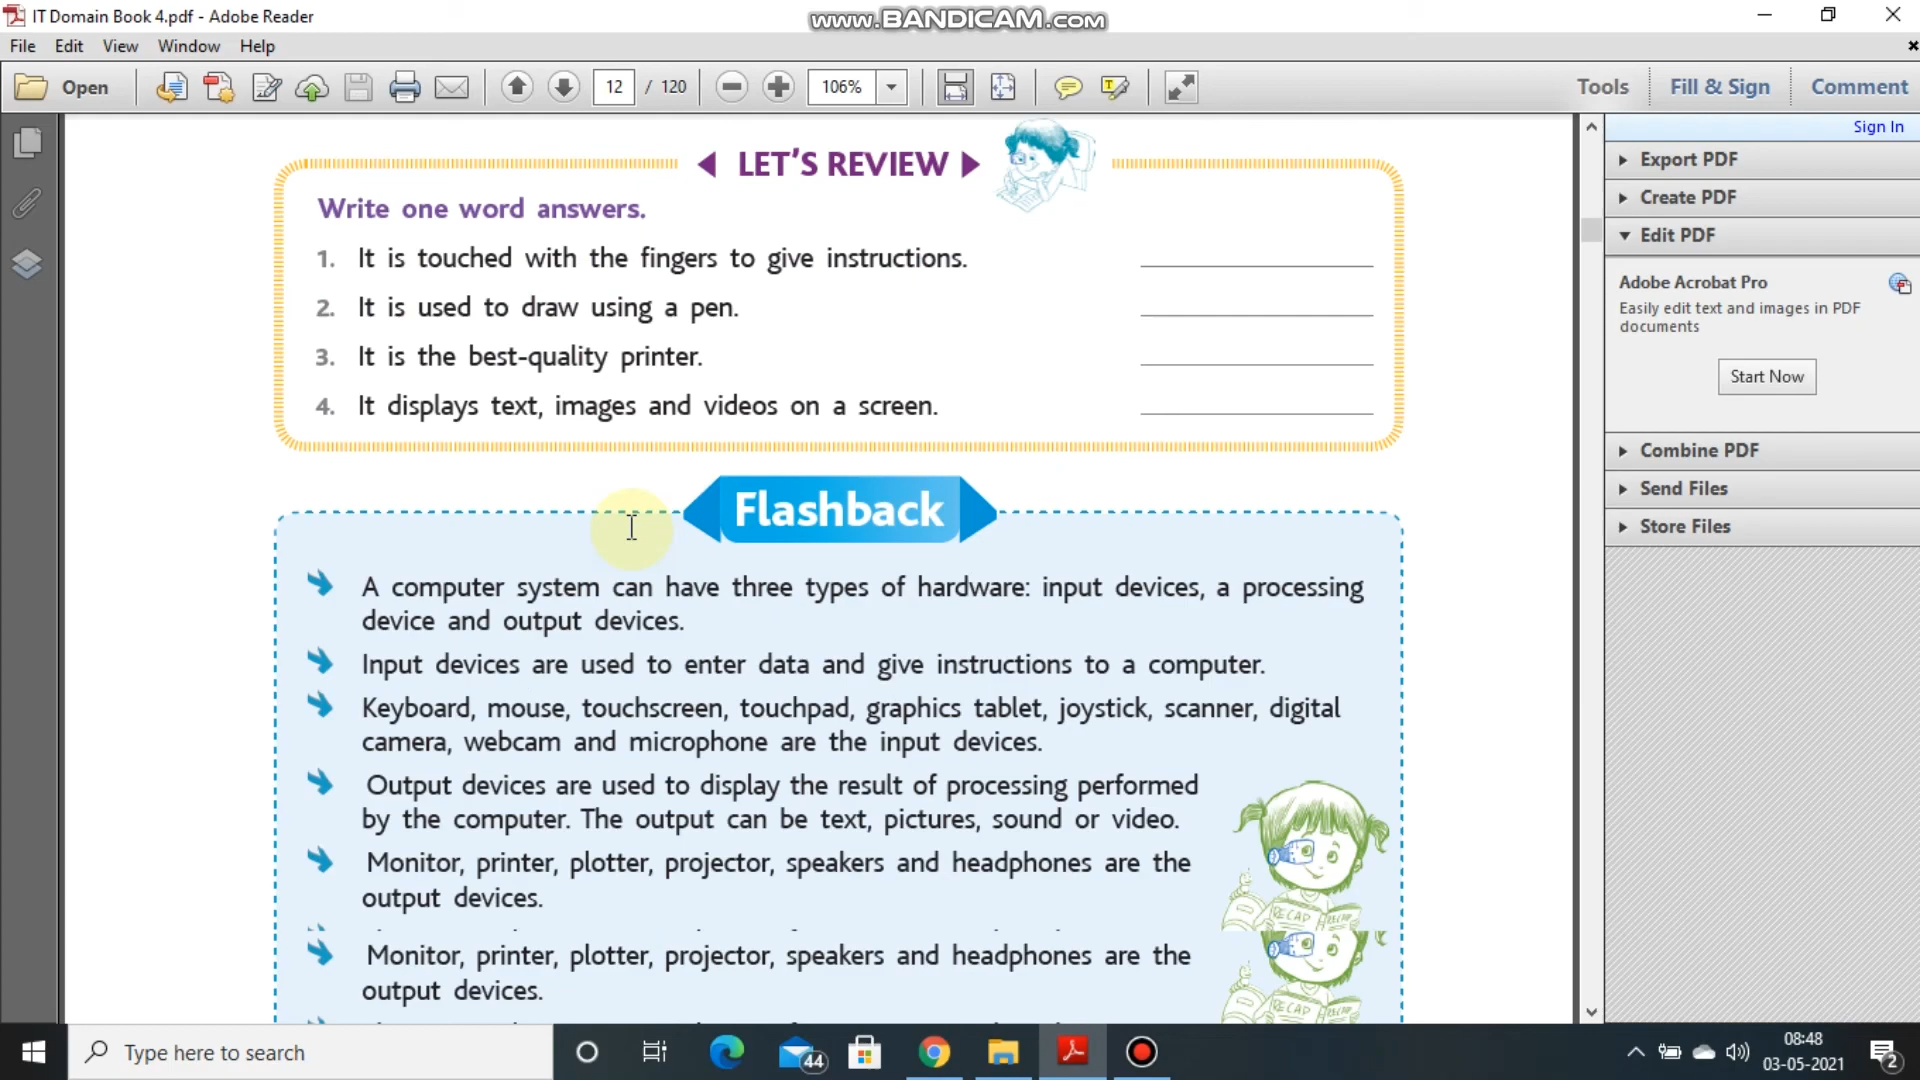 IT Domain Book 4.pdf - Adobe Reader
www.BANDICAM.com
File Edit View Window Help
Open 12 / 120 106% Tools Fill & Sign Comment
Sign In
Export PDF
Create PDF
Edit PDF
Adobe Acrobat Pro
Easily edit text and images in PDF
documents
Start Now
Combine PDF
Send Files
Store Files
LET'S REVIEW
Write one word answers.
1. It is touched with the fingers to give instructions.
2. It is used to draw using a pen.
3. It is the best-quality printer.
4. It displays text, images and videos on a screen.
Flashback
A computer system can have three types of hardware: input devices, a processing
device and output devices.
Input devices are used to enter data and give instructions to a computer.
Keyboard, mouse, touchscreen, touchpad, graphics tablet, joystick, scanner, digital
camera, webcam and microphone are the input devices.
Output devices are used to display the result of processing performed
by the computer. The output can be text, pictures, sound or video.
Monitor, printer, plotter, projector, speakers and headphones are the
output devices.
RECAP RECAP
Monitor, printer, plotter, projector, speakers and headphones are the
output devices.
RECAP RECAP
Type here to search
44
08:48
03-05-2021
2